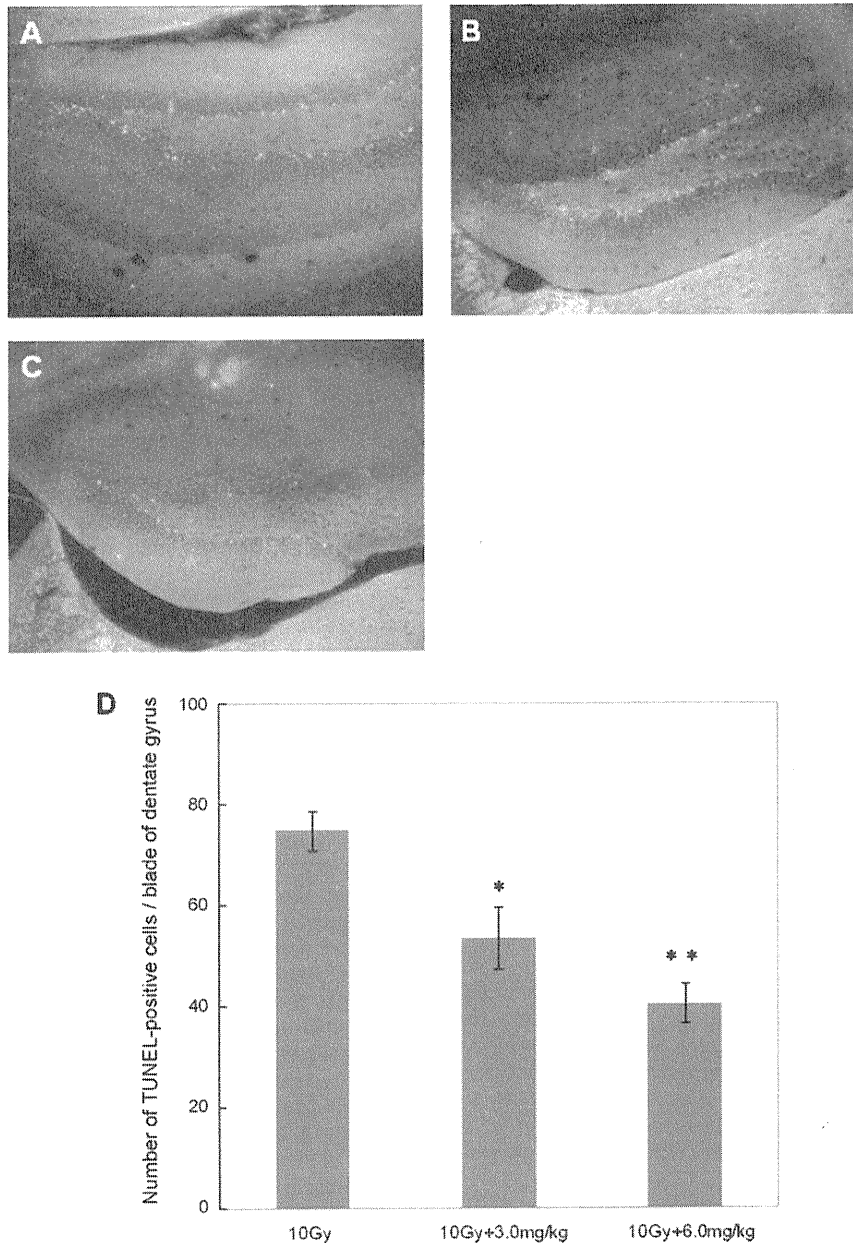 A
B
C
D
Number of TUNEL-positive cells / blade of dentate gyrus
100
80
60
40
20
0
*
* *
10Gy
10Gy+3.0mg/kg
10Gy+6.0mg/kg